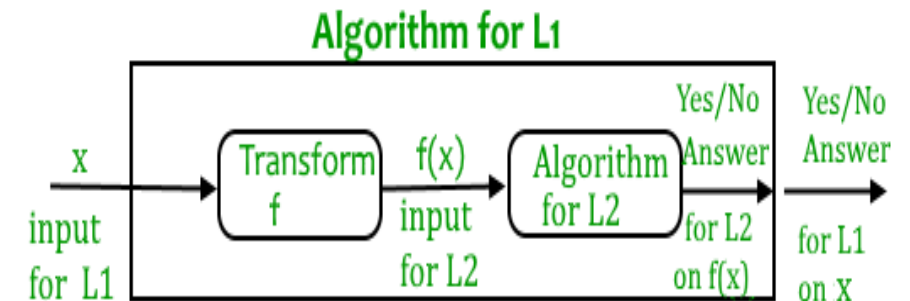 Algorithm for L1
x
input
for L1
Transform
f
f(x)
input
for L2
Algorithm
for L2
Yes/No
Answer
for L2
on f(x)
Yes/No
Answer
for L1
on x